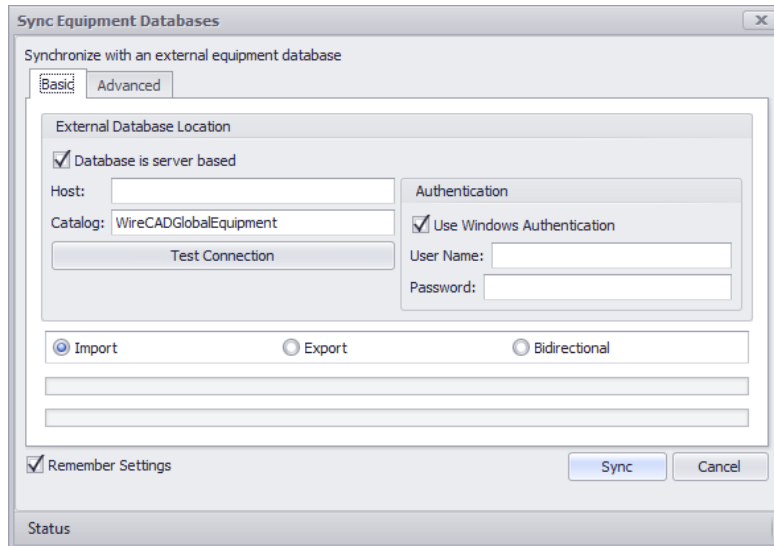 Sync Equipment Databases
Synchronize with an external equipment database
Basic Advanced
External Database Location
Database is server based
Host:
Catalog: WireCADGlobalEquipment
Test Connection
Authentication
Use Windows Authentication
User Name:
Password:
Import Export Bidirectional
Remember Settings
Sync Cancel
Status